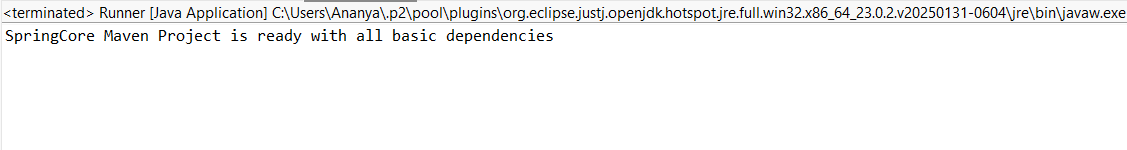 <terminated> Runner [Java Application] C:\Users\Ananya\.p2\pool\plugins\org.eclipse.justj.openjdk.hotspot.jre.full.win32.x86_64_23.0.2.v20250131-0604\jre\bin\javaw.exe
SpringCore Maven Project is ready with all basic dependencies